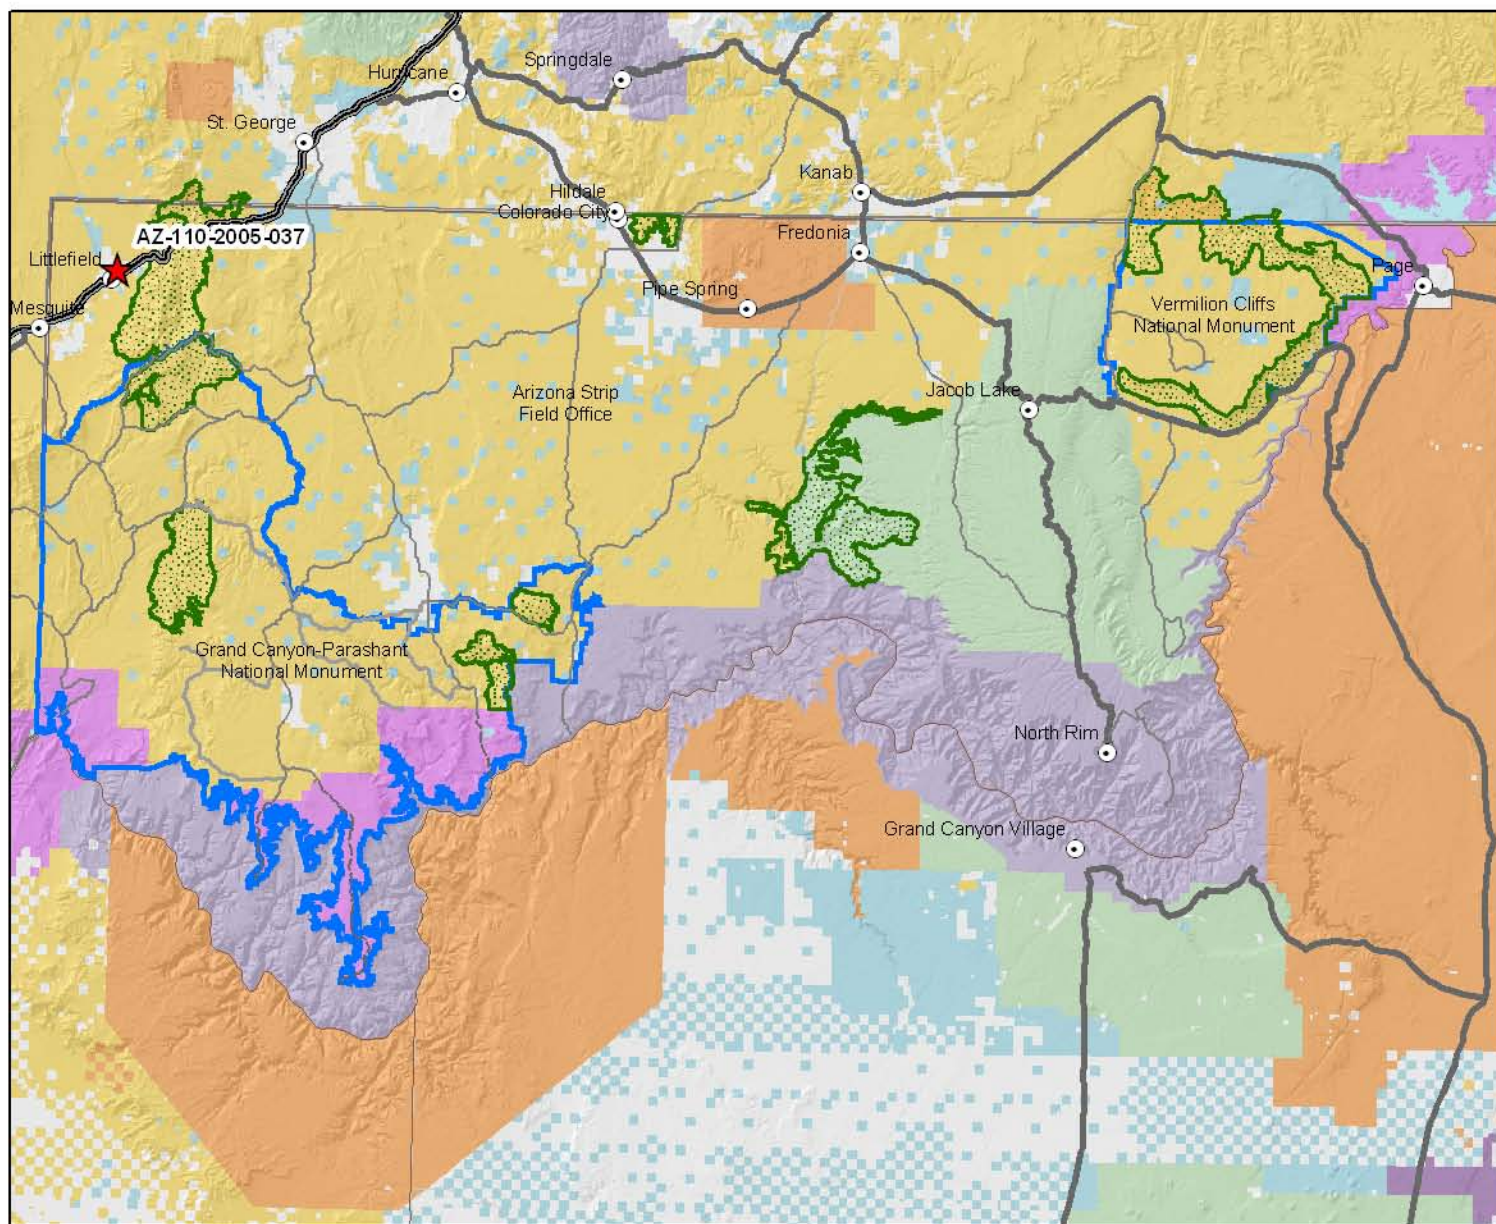 Springdale
Hurricane
St. George
Kanab
Hildale
Colorado City
AZ-110-2005-037
Fredonia
Littlefield
Page
Pipe Spring
Mesquite
Vermilion Cliffs
National Monument
Arizona Strip
Field Office
Jacob Lake
Grand Canyon-Parashant
National Monument
North Rim
Grand Canyon Village